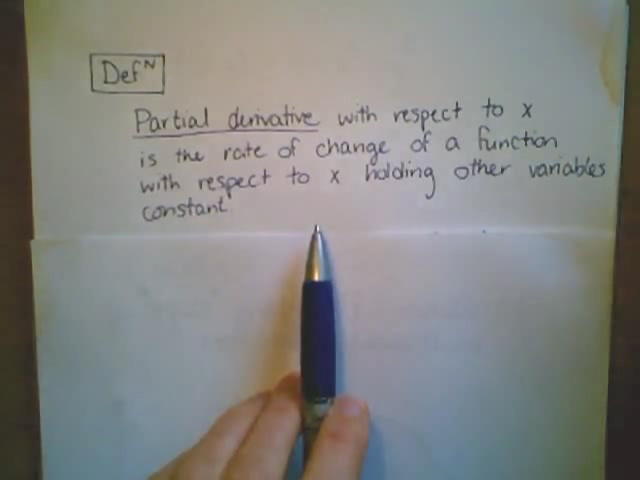 Defᴺ
Partial derivative with respect to x
is the rate of change of a function
with respect to x holding other variables
constant.